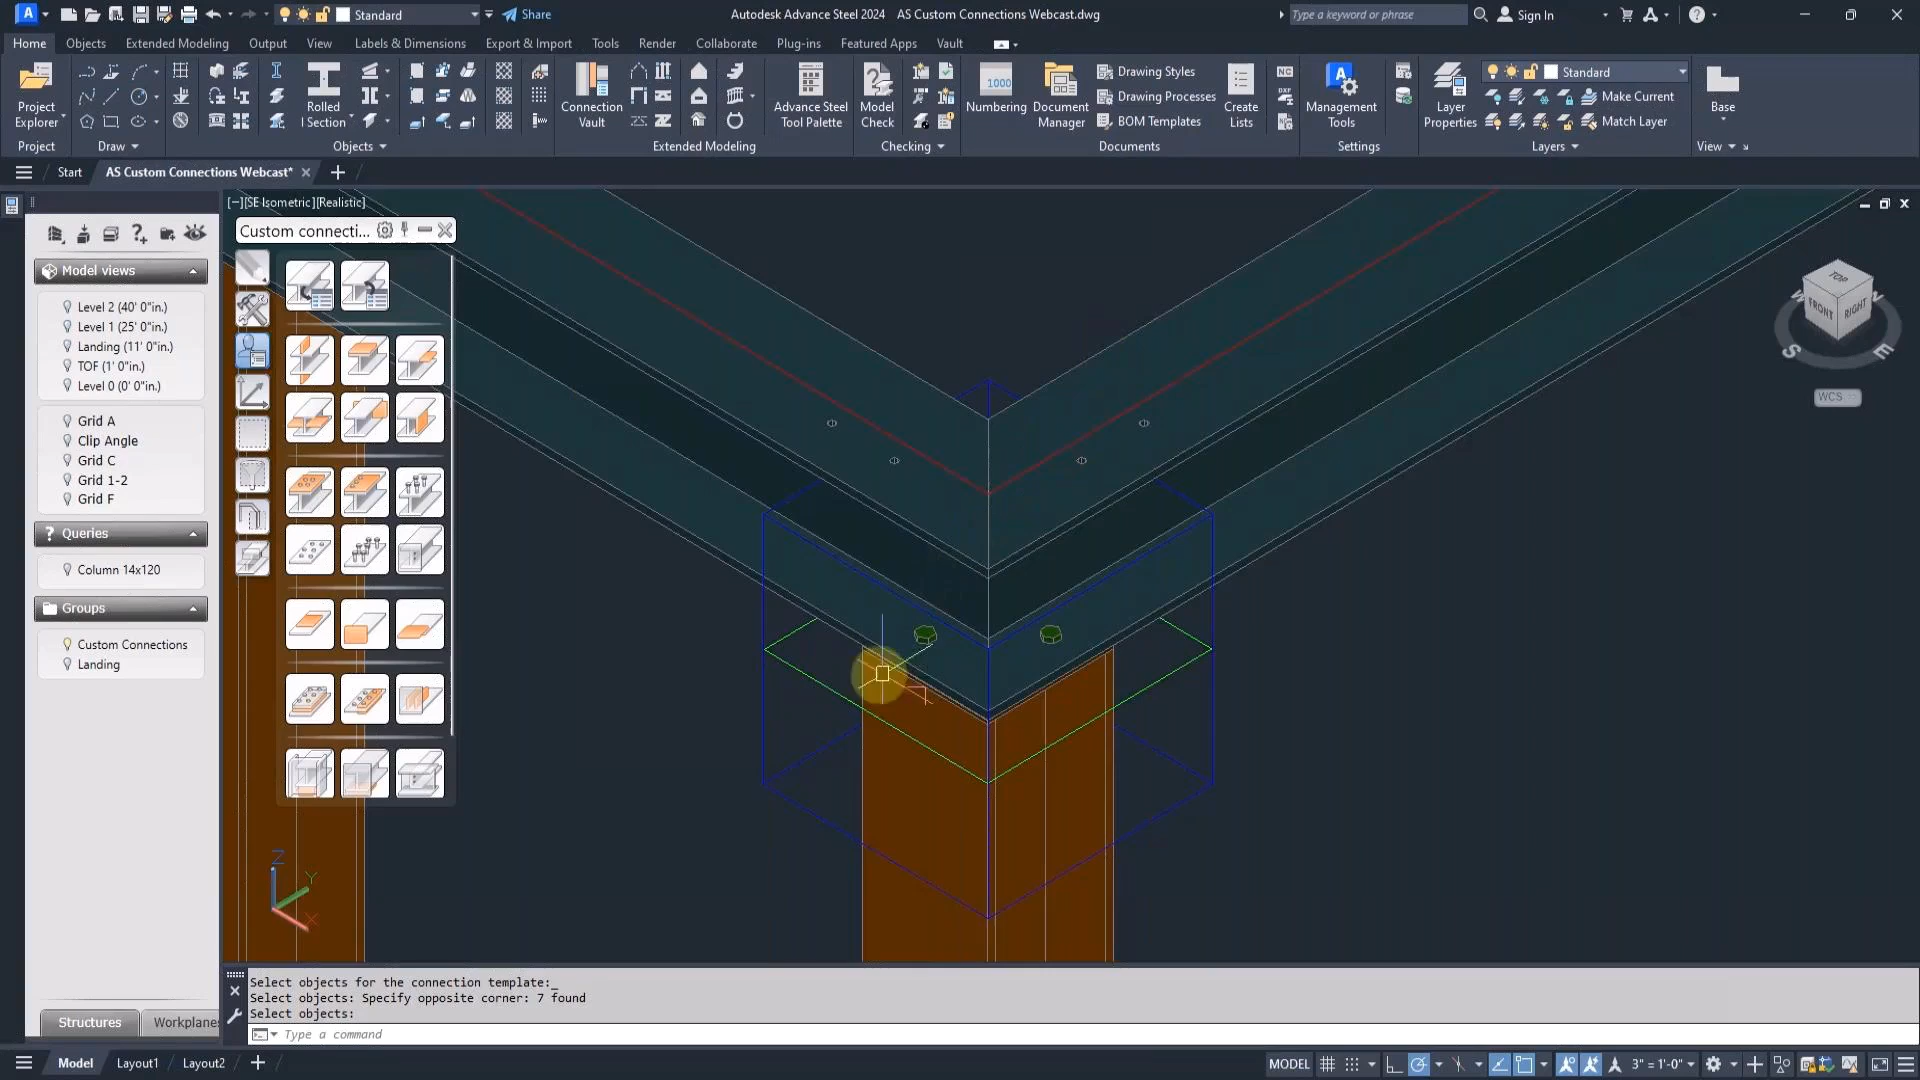 Standard
Share
Autodesk Advance Steel 2024 AS Custom Connections Webcast.dwg
Type a keyword or phrase
Sign In
Home
Objects
Extended Modeling
Output
View
Labels & Dimensions
Export & Import
Tools
Render
Collaborate
Plug-ins
Featured Apps
Vault
Project
Explorer
Rolled
I Section
Connection
Vault
Advance Steel
Tool Palette
Model
Check
1000
Numbering
Document
Manager
Drawing Styles
Drawing Processes
BOM Templates
Create
Lists
NC
DXF
Management
Tools
Layer
Properties
Standard
Make Current
Match Layer
Base
Project
Draw
Objects
Extended Modeling
Checking
Documents
Settings
Layers
View
Start
AS Custom Connections Webcast*
[−][SE Isometric][Realistic]
Custom connecti...
Model views
Level 2 (40' 0"in.)
Level 1 (25' 0"in.)
Landing (11' 0"in.)
TOF (1' 0"in.)
Level 0 (0' 0"in.)
Grid A
Clip Angle
Grid C
Grid 1-2
Grid F
Queries
Column 14x120
Groups
Custom Connections
Landing
TOP
FRONT
RIGHT
W
N
S
E
WCS
Z
Y
X
Select objects for the connection template:_
Select objects: Specify opposite corner: 7 found
Select objects:
Type a command
Structures
Workplane
Model
Layout1
Layout2
MODEL
3" = 1'-0"